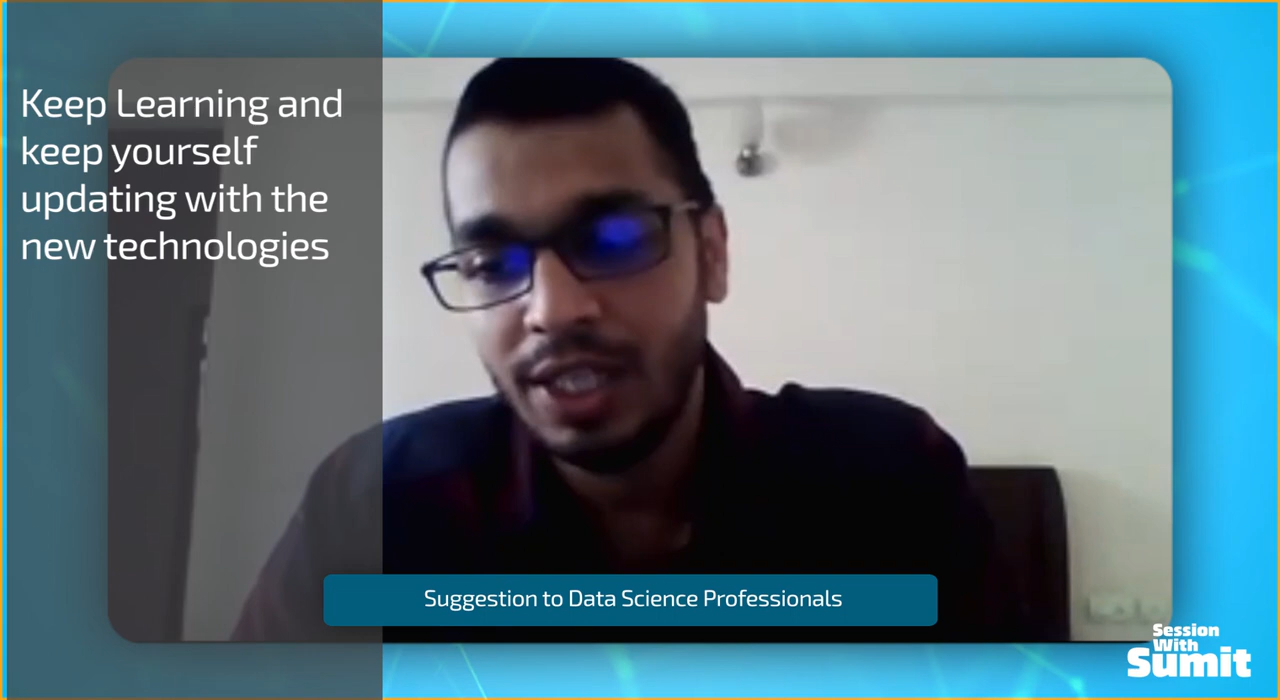 Keep Learning and
keep yourself
updating with the
new technologies
Suggestion to Data Science Professionals
Session
With
Sumit